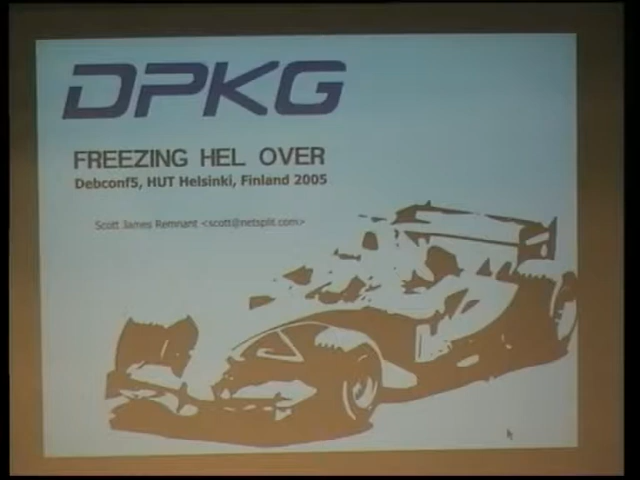 DPKG
FREEZING HEL OVER
Debconf5, HUT Helsinki, Finland 2005
Scott James Remnant <scott@netsplit.com>